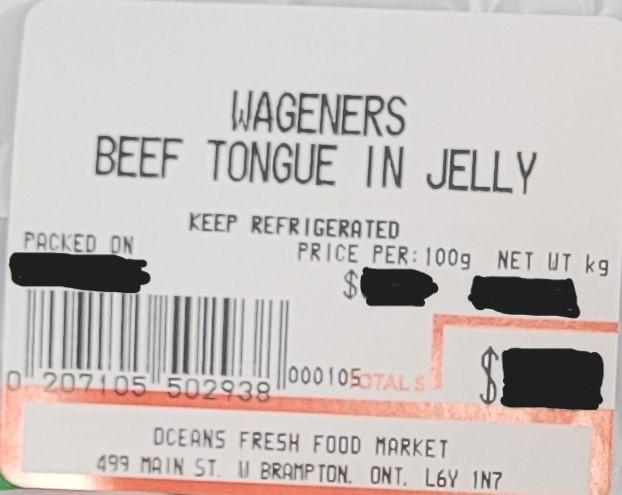 WAGENERS
BEEF TONGUE IN JELLY
KEEP REFRIGERATED
PACKED ON
PRICE PER: 100g NET WT kg
$
$
0 207105 502938 000105 TOTAL $
OCEANS FRESH FOOD MARKET
499 MAIN ST. W BRAMPTON. ONT. L6Y 1N7